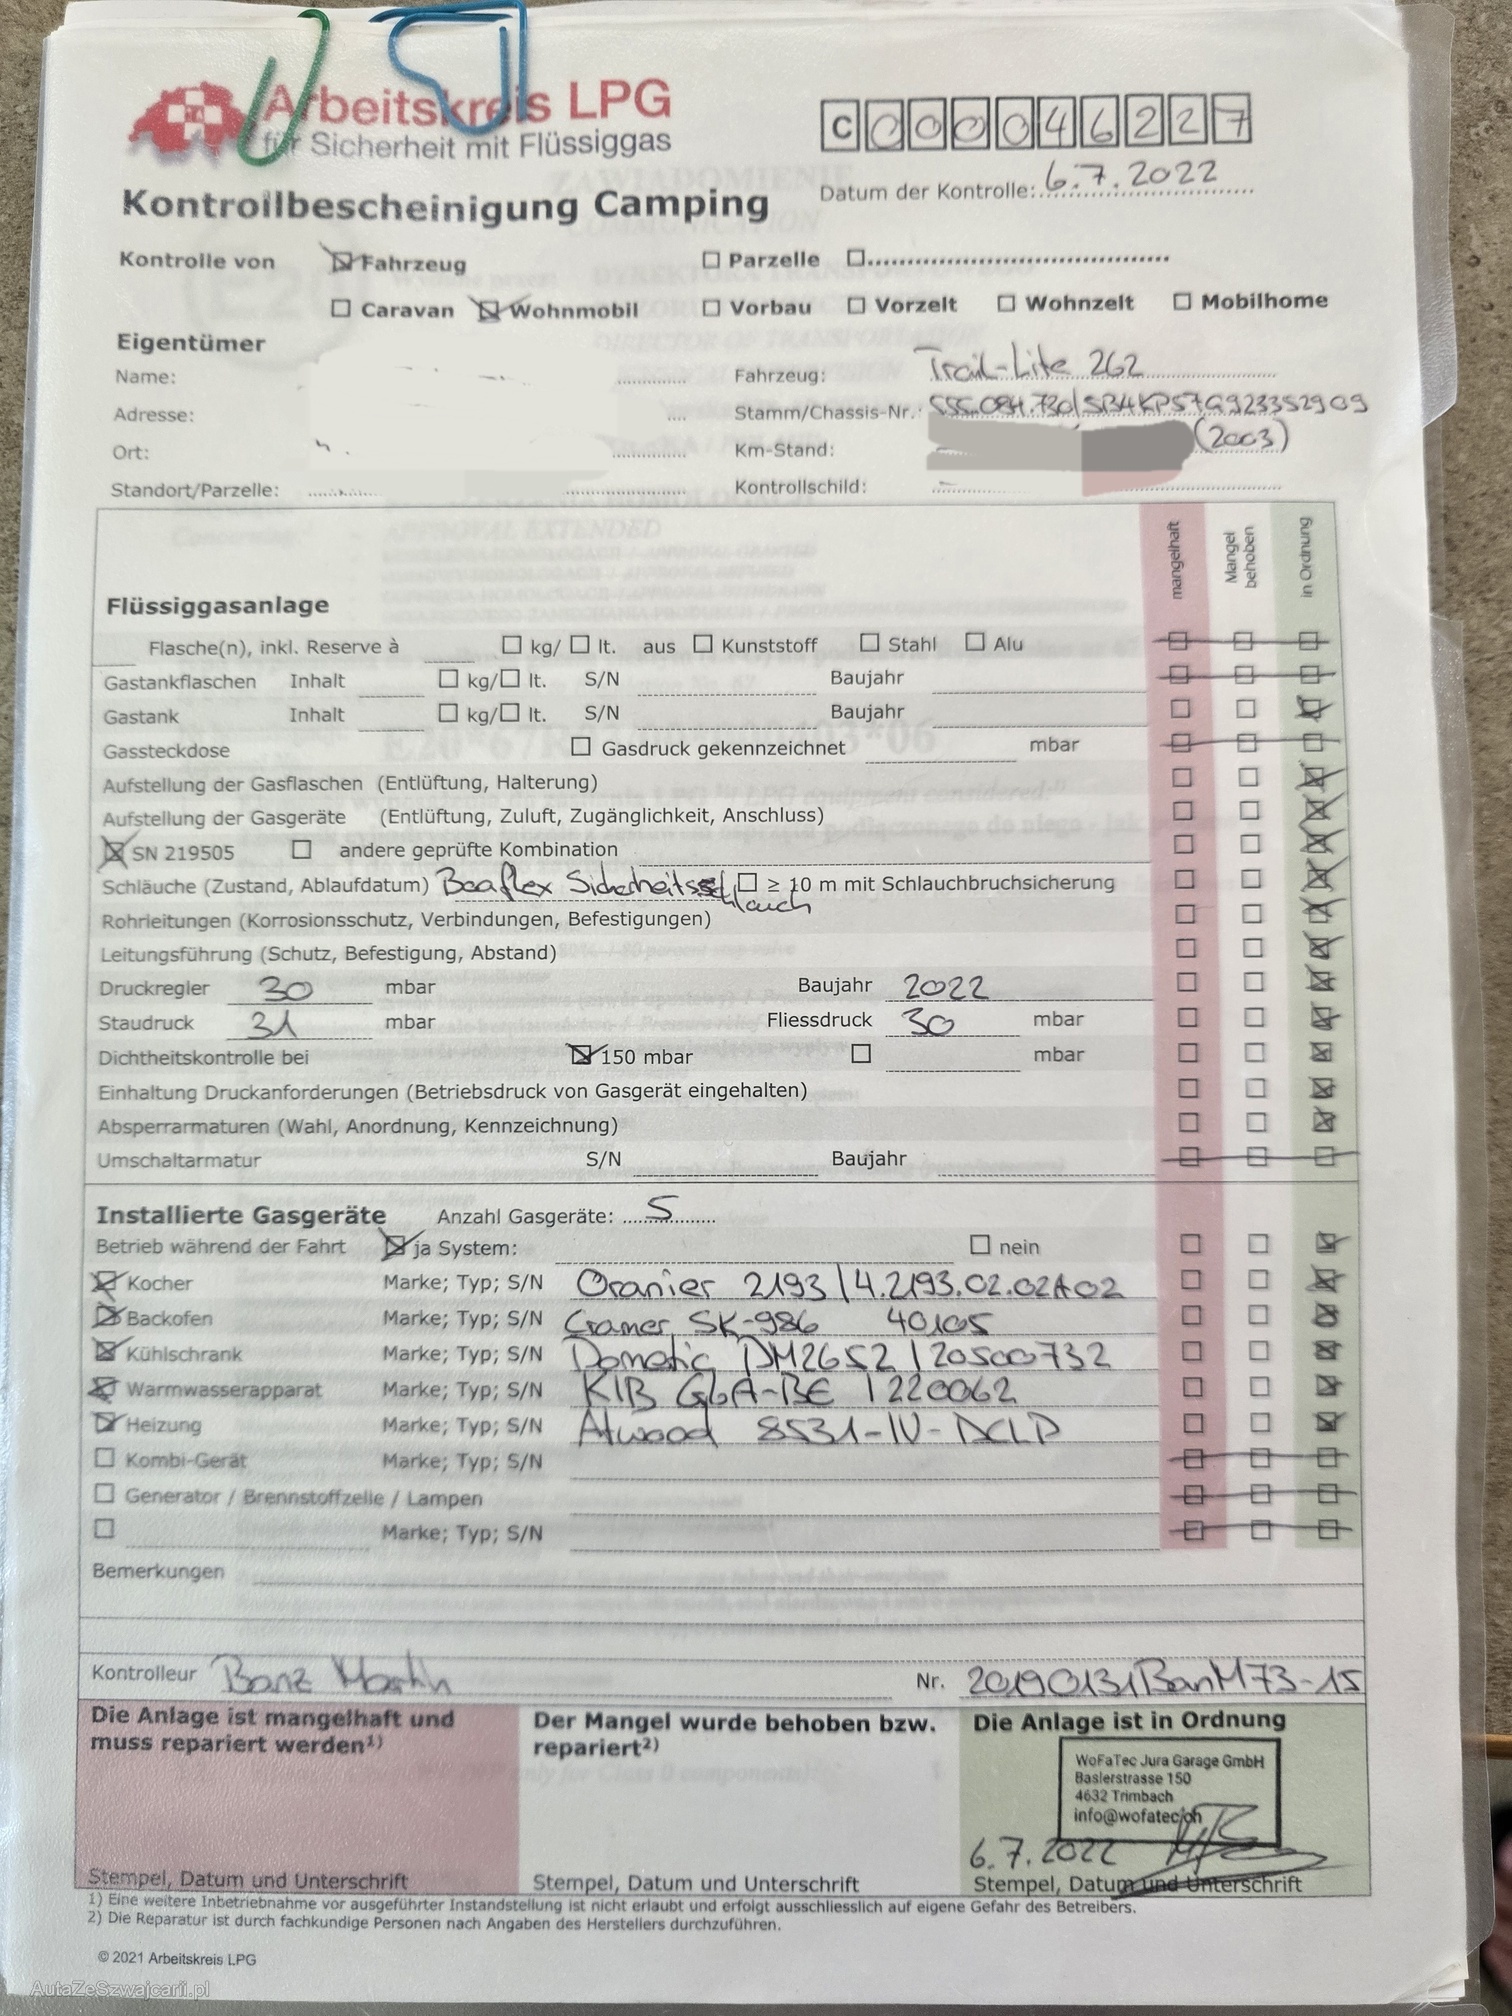 Arbeitskreis LPG
für Sicherheit mit Flüssiggas
C000046227
Datum der Kontrolle: 6.7.2022
Kontrollbescheinigung Camping
Kontrolle von ☒ Fahrzeug ☐ Parzelle ☐
☐ Caravan ☒ Wohnmobil ☐ Vorbau ☐ Vorzelt ☐ Wohnzelt ☐ Mobilhome
Eigentümer
Name: Fahrzeug: Trail-Lite 262
Adresse: Stamm/Chassis-Nr.:
Ort: Km-Stand: (2003)
Standort/Parzelle: Kontrollschild:
mangelhaft Mangel behoben in Ordnung
Flüssiggasanlage
Flasche(n), inkl. Reserve à ☐ kg/ ☐ lt. aus ☐ Kunststoff ☐ Stahl ☐ Alu
Gastankflaschen Inhalt ☐ kg/☐ lt. S/N Baujahr
Gastank Inhalt ☐ kg/☐ lt. S/N Baujahr
Gassteckdose ☐ Gasdruck gekennzeichnet mbar
Aufstellung der Gasflaschen (Entlüftung, Halterung)
Aufstellung der Gasgeräte (Entlüftung, Zuluft, Zugänglichkeit, Anschluss)
☒ SN 219505 ☐ andere geprüfte Kombination
Schläuche (Zustand, Ablaufdatum) Boaflex Sicherheitsschlauch ☐ ≥ 10 m mit Schlauchbruchsicherung
Rohrleitungen (Korrosionsschutz, Verbindungen, Befestigungen)
Leitungsführung (Schutz, Befestigung, Abstand)
Druckregler 30 mbar Baujahr 2022
Staudruck 31 mbar Fliessdruck 30 mbar
Dichtheitskontrolle bei ☒ 150 mbar ☐ mbar
Einhaltung Druckanforderungen (Betriebsdruck von Gasgerät eingehalten)
Absperrarmaturen (Wahl, Anordnung, Kennzeichnung)
Umschaltarmatur S/N Baujahr
Installierte Gasgeräte Anzahl Gasgeräte: 5
Betrieb während der Fahrt ☒ ja System: ☐ nein
☒ Kocher Marke; Typ; S/N Oranier 2193/4.2193.02.02A02
☒ Backofen Marke; Typ; S/N Cramer SK-986 40105
☒ Kühlschrank Marke; Typ; S/N Dometic DM2652 / 20500732
☒ Warmwasserapparat Marke; Typ; S/N KIB G6A-BE / 220062
☒ Heizung Marke; Typ; S/N Atwood 8531-IV-DCLP
☐ Kombi-Gerät Marke; Typ; S/N
☐ Generator / Brennstoffzelle / Lampen
☐ Marke; Typ; S/N
Bemerkungen
Kontrolleur Banz Martin Nr. 20190131BanM73-15
Die Anlage ist mangelhaft und
muss repariert werden1)
Stempel, Datum und Unterschrift
Der Mangel wurde behoben bzw.
repariert2)
Stempel, Datum und Unterschrift
Die Anlage ist in Ordnung
WoFaTec Jura Garage GmbH
Baslerstrasse 150
4632 Trimbach
info@wofatec.ch
6.7.2022
Stempel, Datum und Unterschrift
1) Eine weitere Inbetriebnahme vor ausgeführter Instandstellung ist nicht erlaubt und erfolgt ausschliesslich auf eigene Gefahr des Betreibers.
2) Die Reparatur ist durch fachkundige Personen nach Angaben des Herstellers durchzuführen.
© 2021 Arbeitskreis LPG
AutaZeSzwajcarii.pl